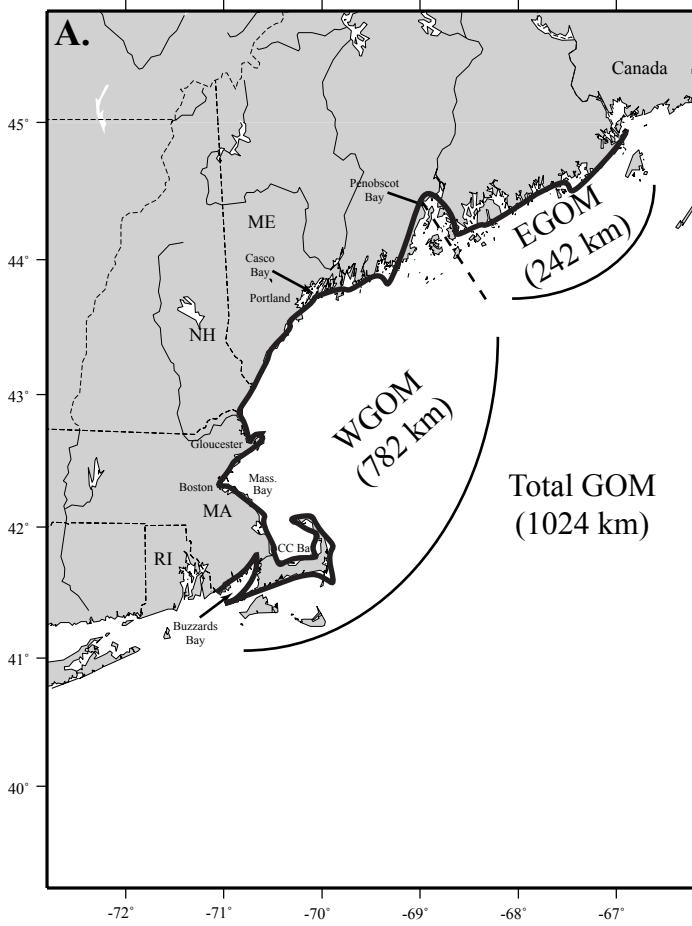 A.
Canada
45°
Penobscot
Bay
ME
EGOM
(242 km)
44°
Casco
Bay
Portland
NH
43°
WGOM
(782 km)
Gloucester
Boston
Mass.
Bay
Total GOM
(1024 km)
42°
MA
CC Ba
RI
Buzzards
Bay
41°
40°
-72°
-71°
-70°
-69°
-68°
-67°